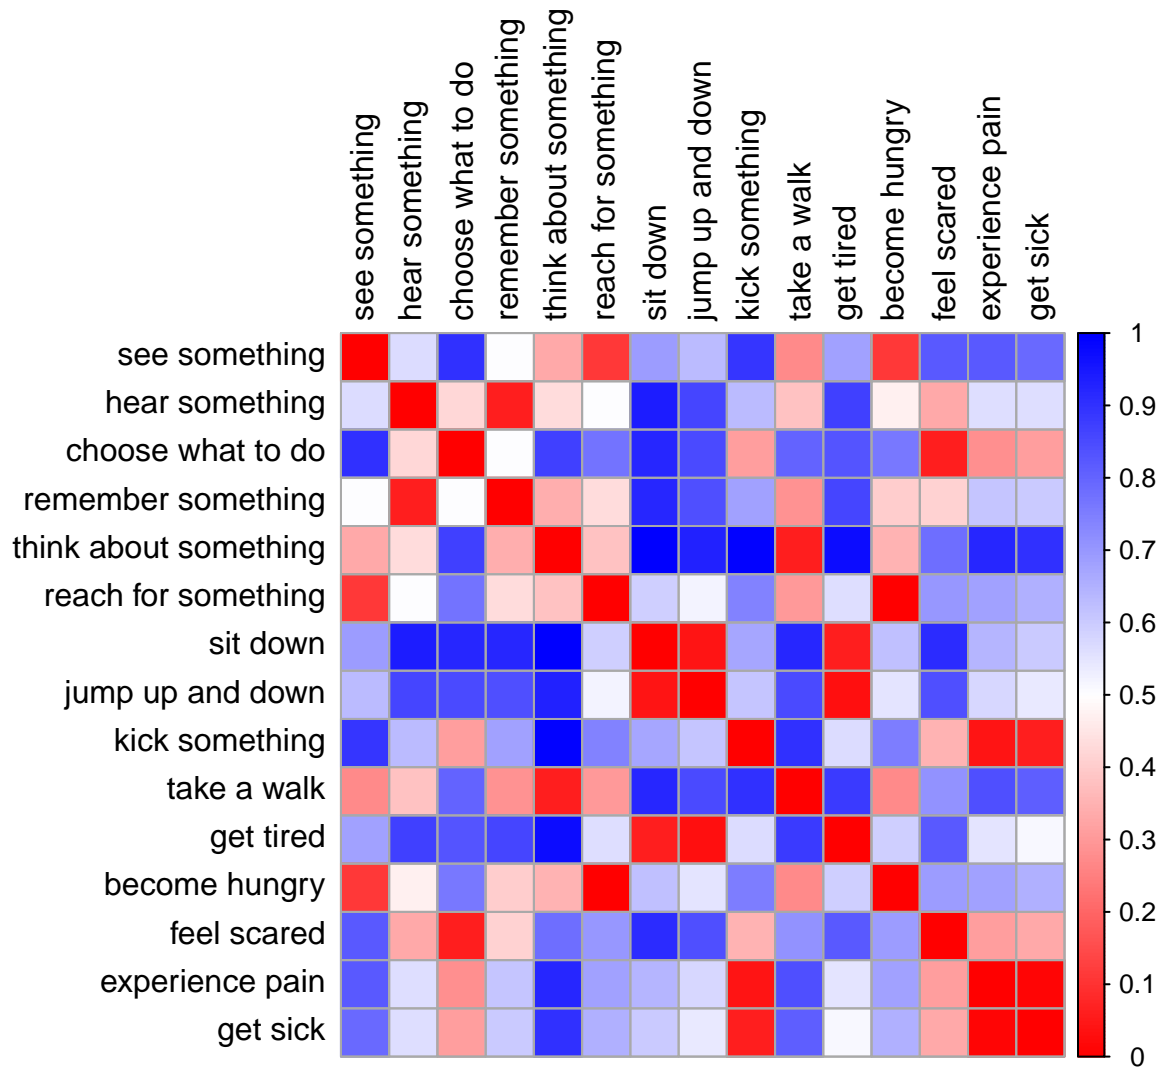 see something
hear something
choose what to do
remember something
think about something
reach for something
sit down
jump up and down
kick something
take a walk
get tired
become hungry
feel scared
experience pain
get sick
see something
hear something
choose what to do
remember something
think about something
reach for something
sit down
jump up and down
kick something
take a walk
get tired
become hungry
feel scared
experience pain
get sick
1
0.9
0.8
0.7
0.6
0.5
0.4
0.3
0.2
0.1
0